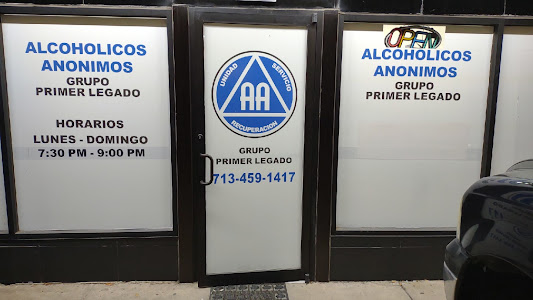 ALCOHOLICOS
ANONIMOS
GRUPO
PRIMER LEGADO
HORARIOS
LUNES - DOMINGO
7:30 PM - 9:00 PM
UNIDAD
SERVICIO
AA
RECUPERACION
GRUPO
PRIMER LEGADO
713-459-1417
OPEN
ALCOHOLICOS
ANONIMOS
GRUPO
PRIMER LEGADO